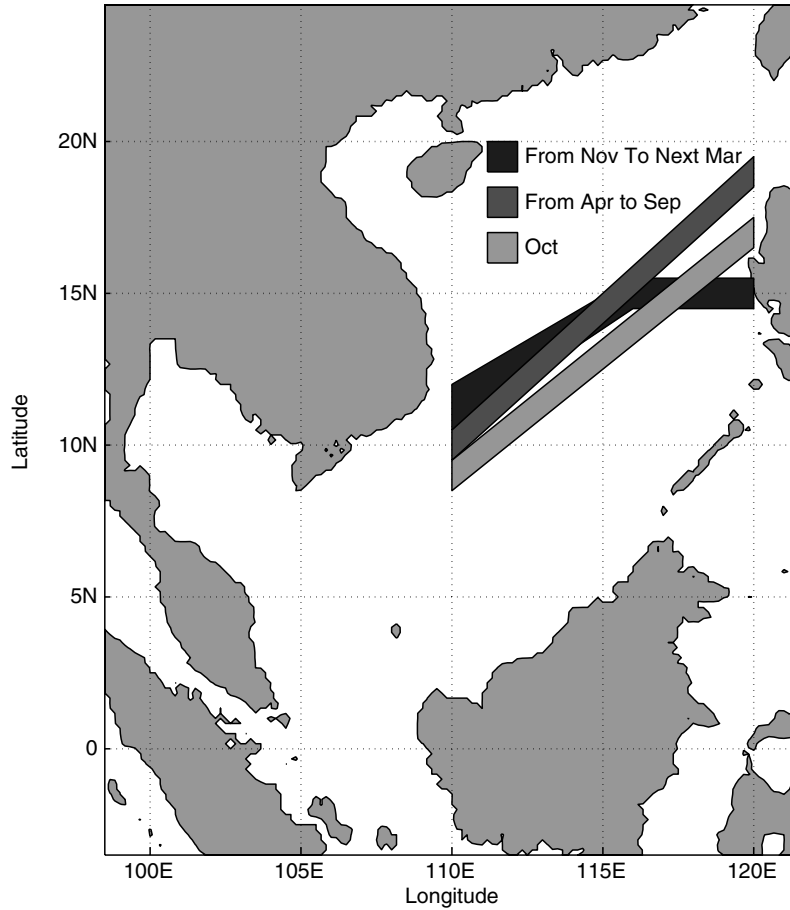 20N
15N
10N
5N
0
Latitude
From Nov To Next Mar
From Apr to Sep
Oct
100E 105E 110E 115E 120E
Longitude